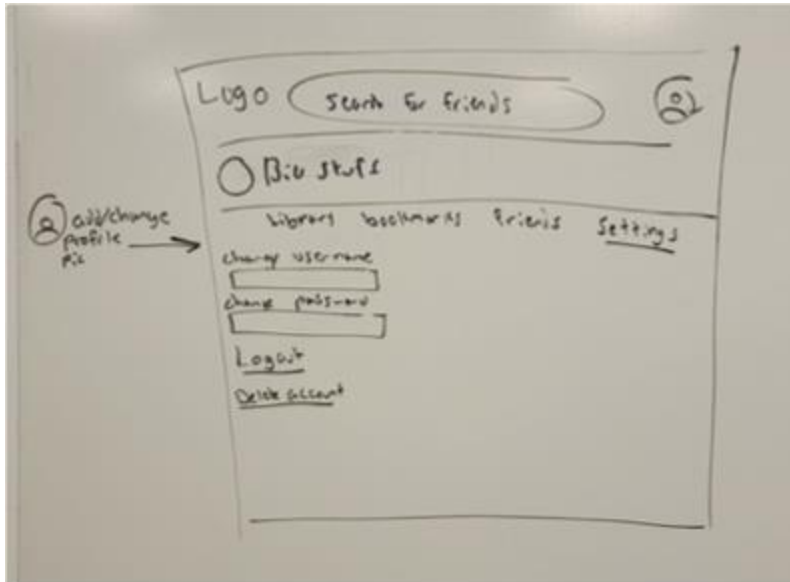 Logo
Search for friends
Bio stuff
add/change
profile
pic
library bookmarks friends Settings
change username
change password
Logout
Delete account